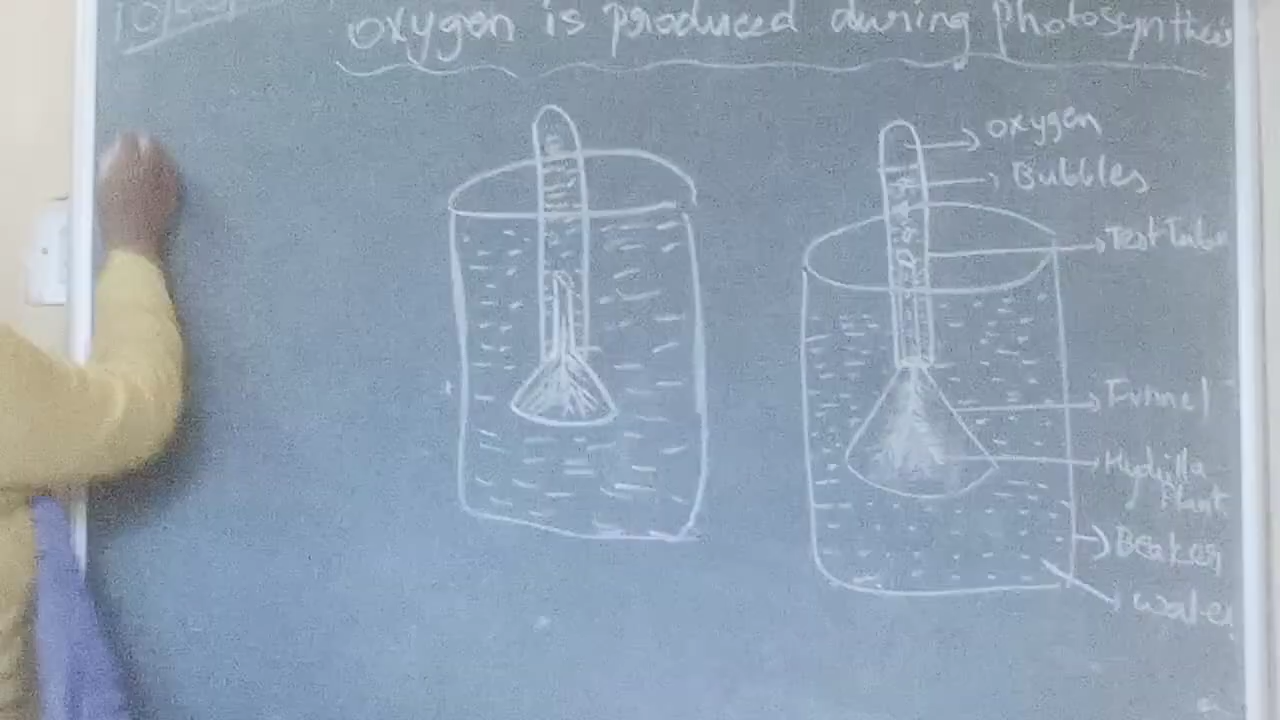 oxygen is produced during Photosynthesis
oxygen
Bubbles
Test Tube
Funnel
Hydrilla
Plant
Beaker
water